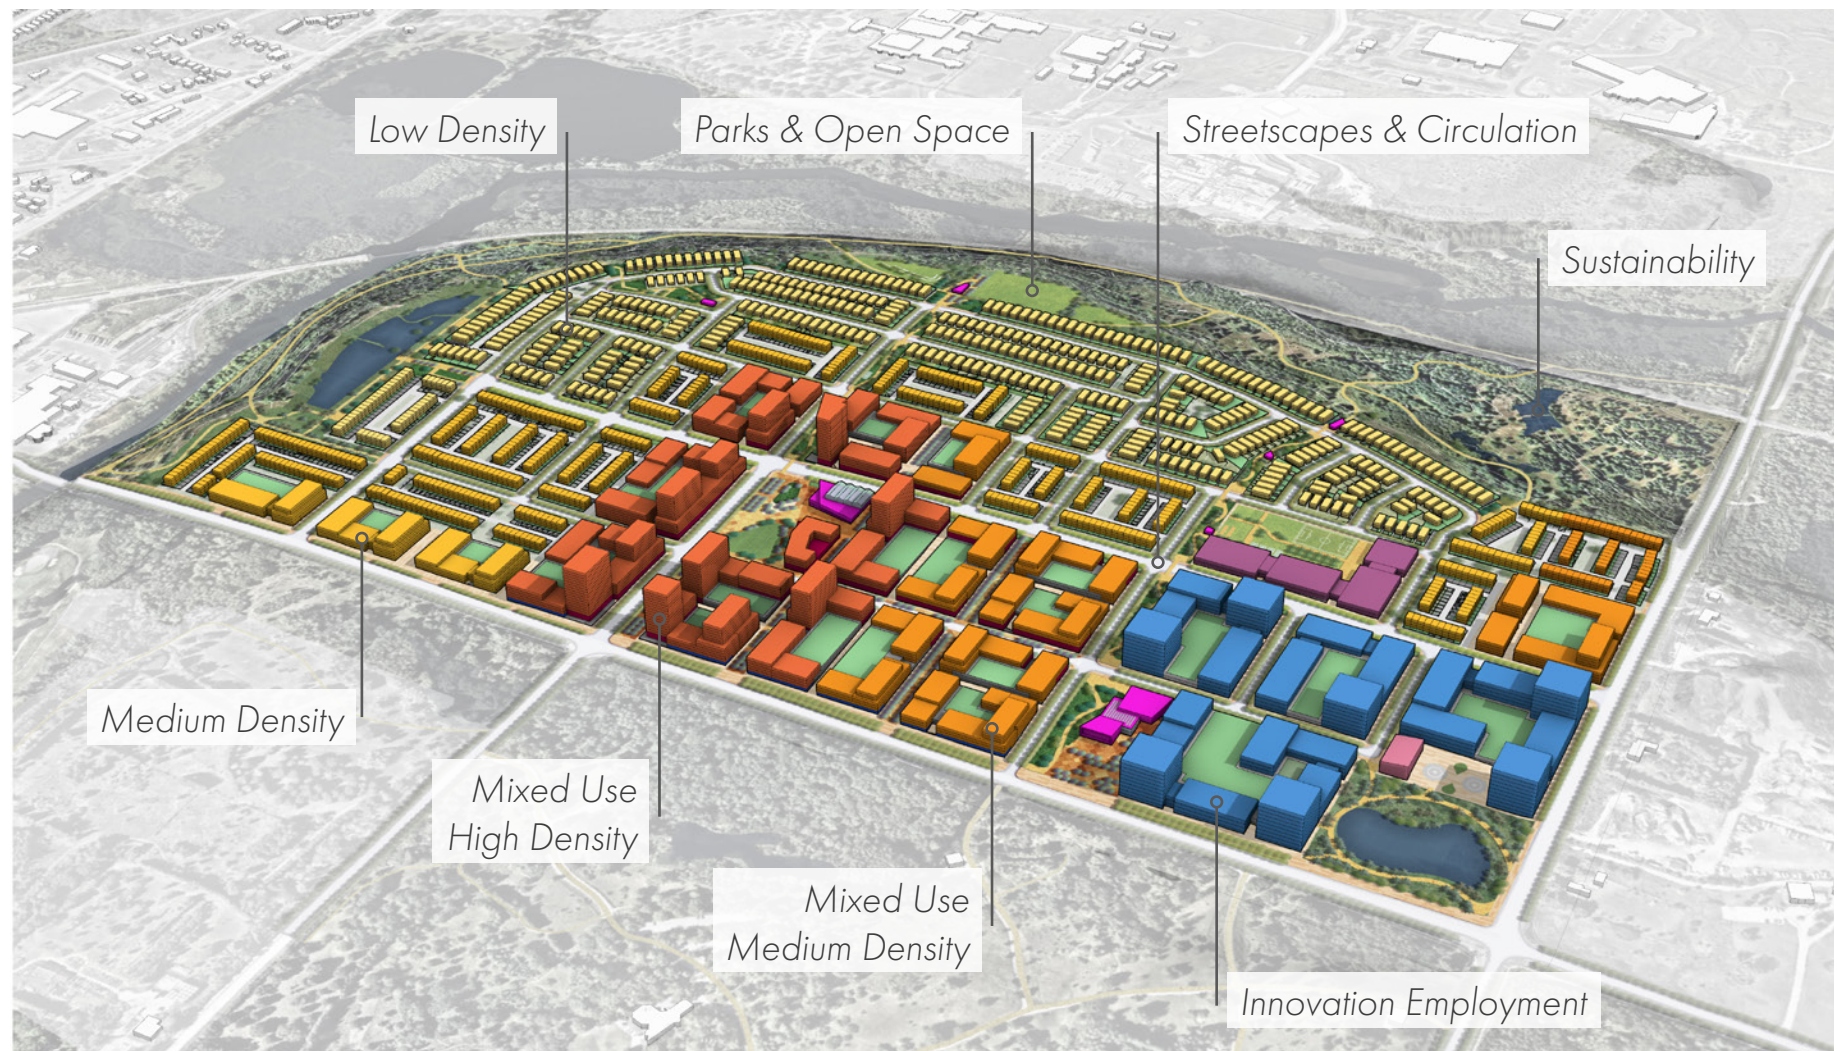 Low Density
Parks & Open Space
Streetscapes & Circulation
Sustainability
Medium Density
Mixed Use
High Density
Mixed Use
Medium Density
Innovation Employment